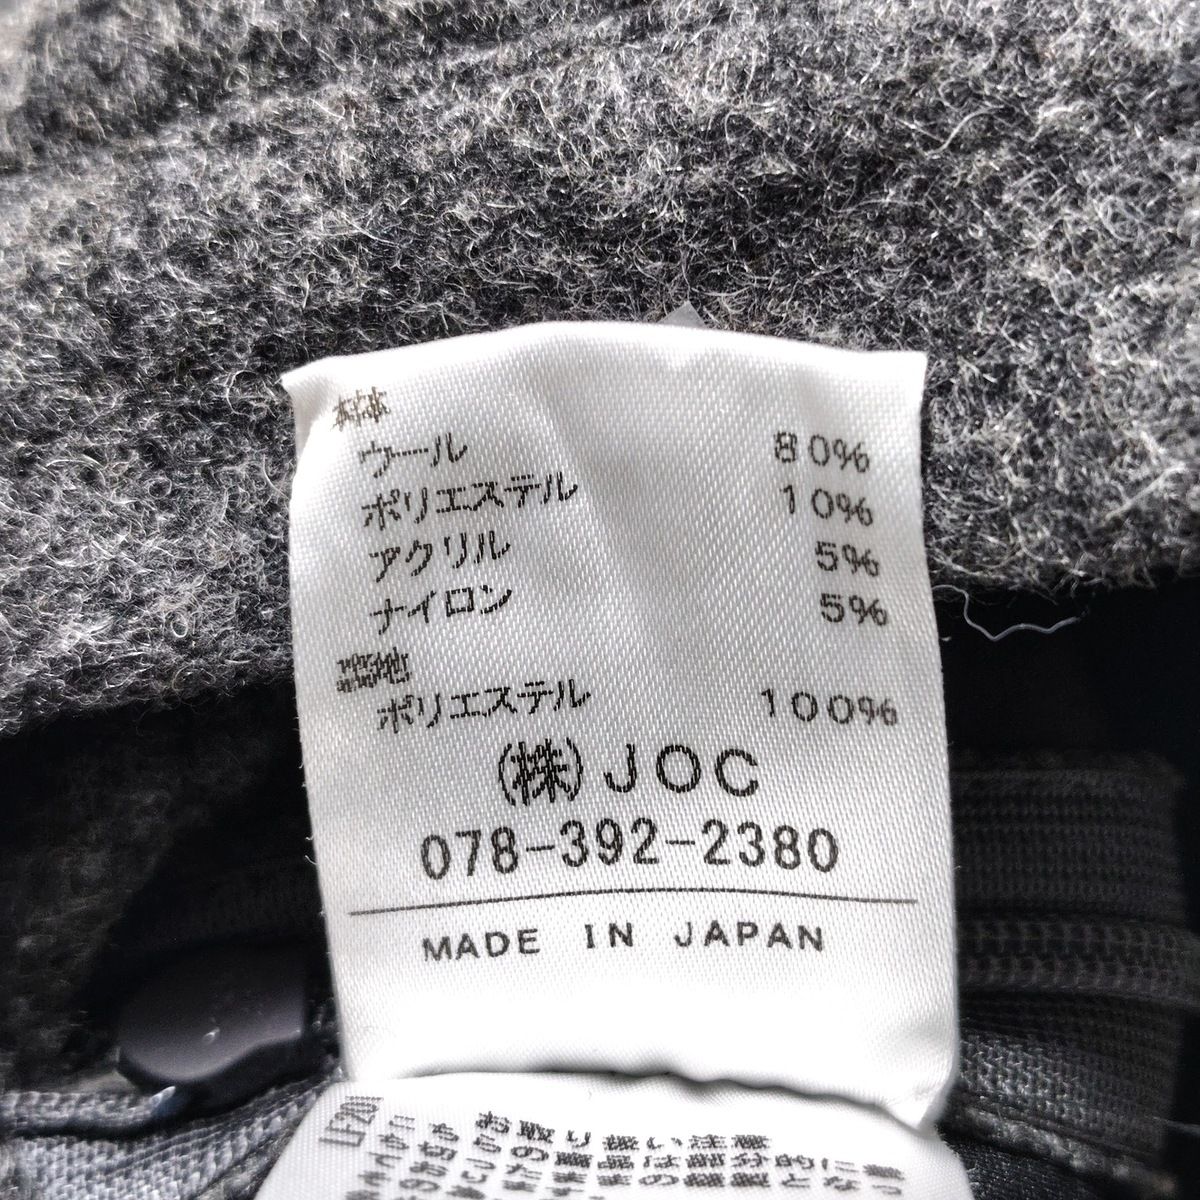 本体
ウール 80%
ポリエステル 10%
アクリル 5%
ナイロン 5%
裏地
ポリエステル 100%
(株)JOC
078-392-2380
MADE IN JAPAN
お取り扱い注意